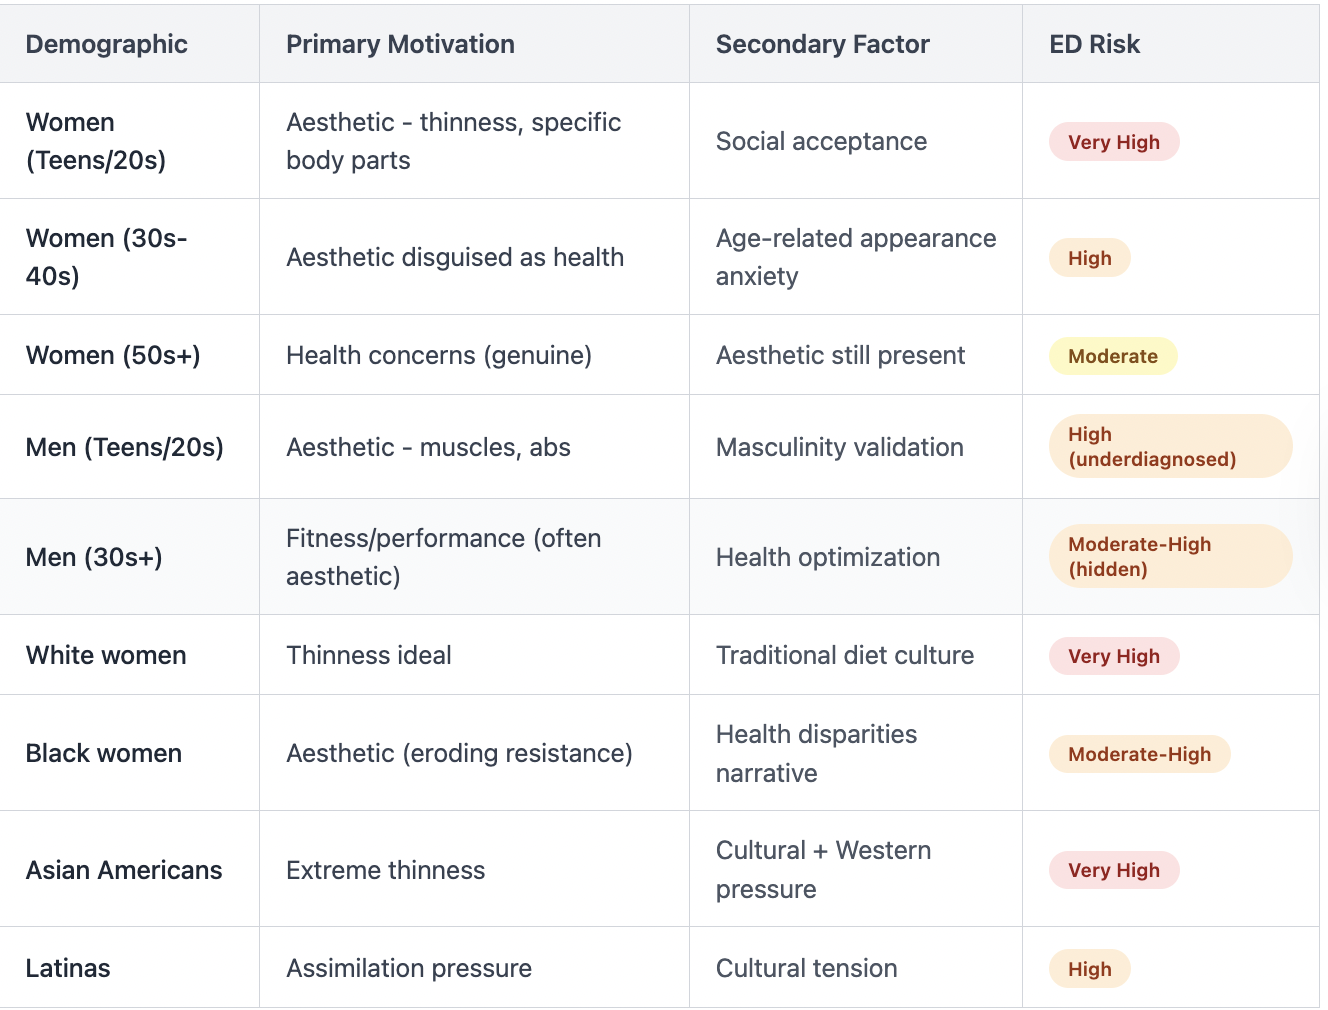 Demographic
Primary Motivation
Secondary Factor
ED Risk
Women
(Teens/20s)
Aesthetic - thinness, specific
body parts
Social acceptance
Very High
Women (30s-
40s)
Aesthetic disguised as health
Age-related appearance
anxiety
High
Women (50s+)
Health concerns (genuine)
Aesthetic still present
Moderate
Men (Teens/20s)
Aesthetic - muscles, abs
Masculinity validation
High
(underdiagnosed)
Men (30s+)
Fitness/performance (often
aesthetic)
Health optimization
Moderate-High
(hidden)
White women
Thinness ideal
Traditional diet culture
Very High
Black women
Aesthetic (eroding resistance)
Health disparities
narrative
Moderate-High
Asian Americans
Extreme thinness
Cultural + Western
pressure
Very High
Latinas
Assimilation pressure
Cultural tension
High